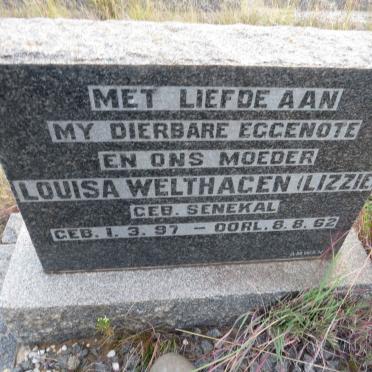 MET LIEFDE AAN
MY DIERBARE EGGENOTE
EN ONS MOEDER
LOUISA WELTHAGEN (LIZZIE
GEB. SENEKAL
GEB. 1. 3. 97 — OORL. 8. 8. 62